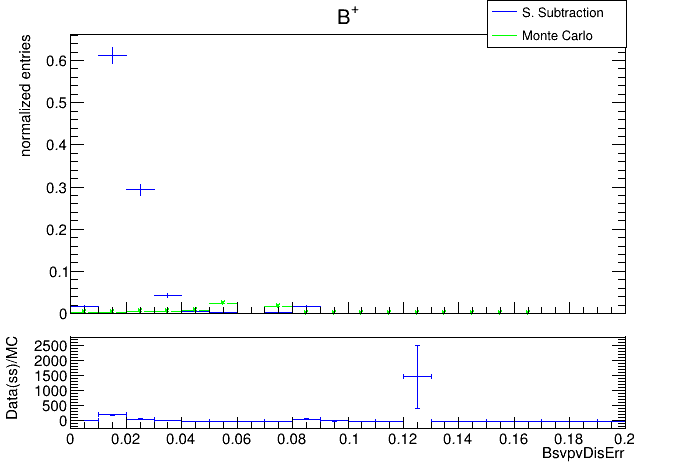 B+
S. Subtraction
Monte Carlo
normalized entries
0.6
0.5
0.4
0.3
0.2
0.1
0
Data(ss)/MC
2500
2000
1500
1000
500
0
0 0.02 0.04 0.06 0.08 0.1 0.12 0.14 0.16 0.18 0.2
BsvpvDisErr